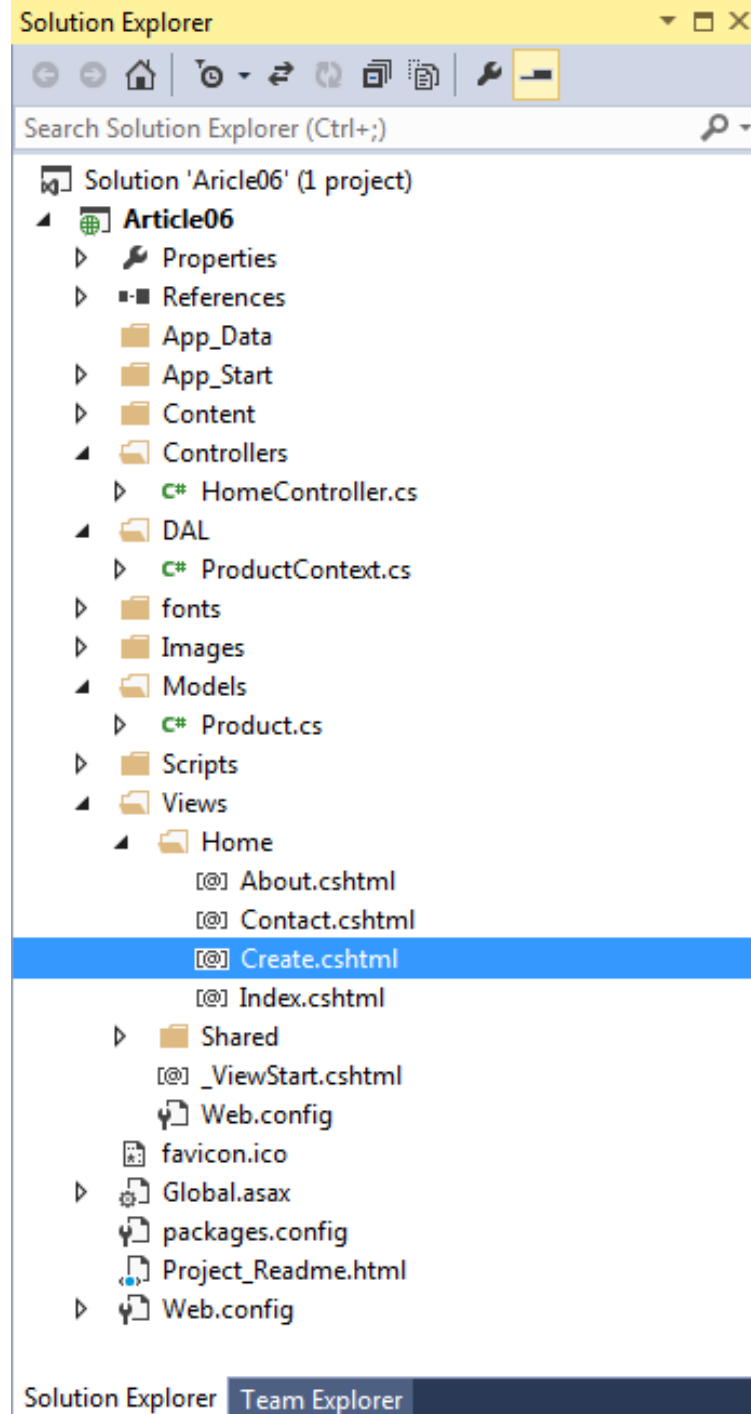 Solution Explorer
Search Solution Explorer (Ctrl+;)
Solution 'Aricle06' (1 project)
Article06
Properties
References
App_Data
App_Start
Content
Controllers
C# HomeController.cs
DAL
C# ProductContext.cs
fonts
Images
Models
C# Product.cs
Scripts
Views
Home
[@] About.cshtml
[@] Contact.cshtml
[@] Create.cshtml
[@] Index.cshtml
Shared
[@] _ViewStart.cshtml
Web.config
favicon.ico
Global.asax
packages.config
Project_Readme.html
Web.config
Solution Explorer Team Explorer